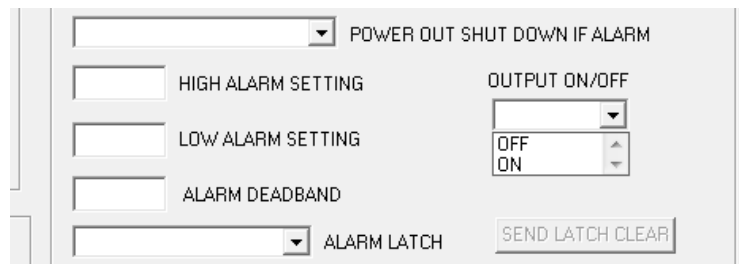 POWER OUT SHUT DOWN IF ALARM
HIGH ALARM SETTING
OUTPUT ON/OFF
LOW ALARM SETTING
OFF
ON
ALARM DEADBAND
ALARM LATCH
SEND LATCH CLEAR